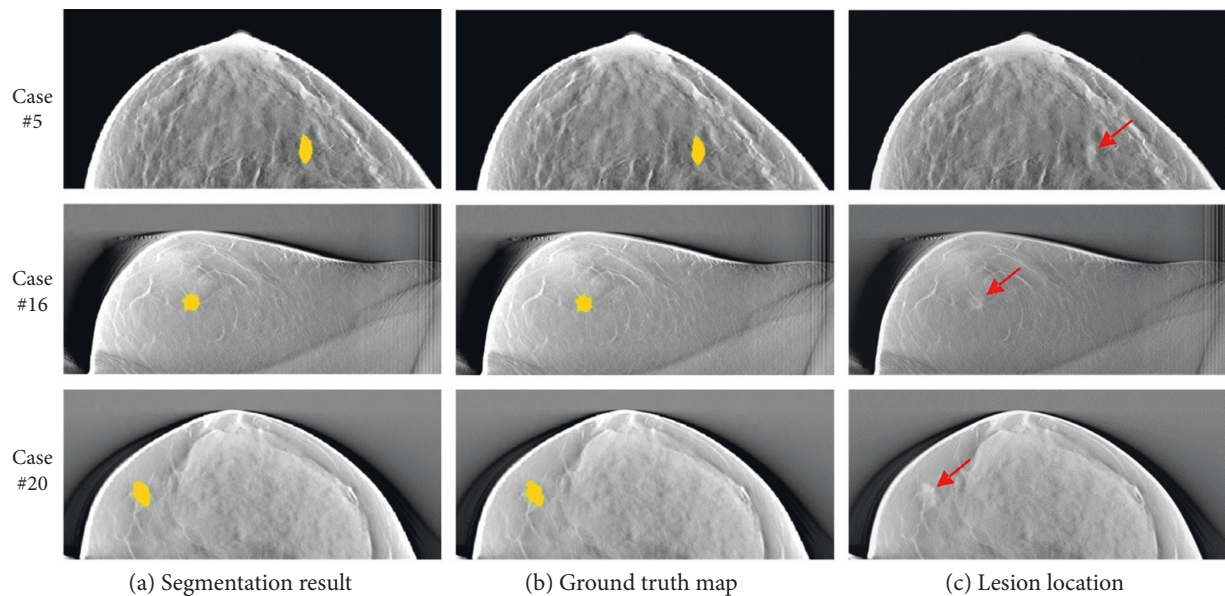 Case
#5
Case
#16
Case
#20
(a) Segmentation result
(b) Ground truth map
(c) Lesion location